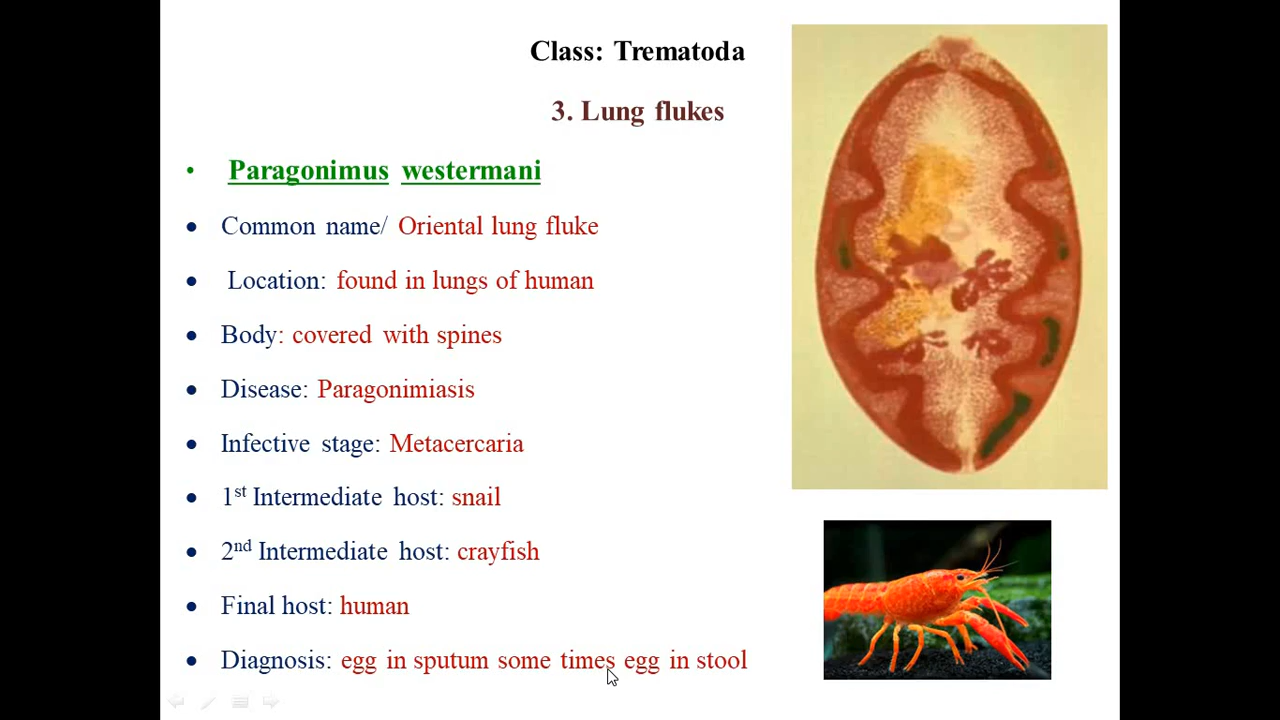 Class: Trematoda
3. Lung flukes
• Paragonimus westermani
• Common name/ Oriental lung fluke
• Location: found in lungs of human
• Body: covered with spines
• Disease: Paragonimiasis
• Infective stage: Metacercaria
• 1st Intermediate host: snail
• 2nd Intermediate host: crayfish
• Final host: human
• Diagnosis: egg in sputum some times egg in stool